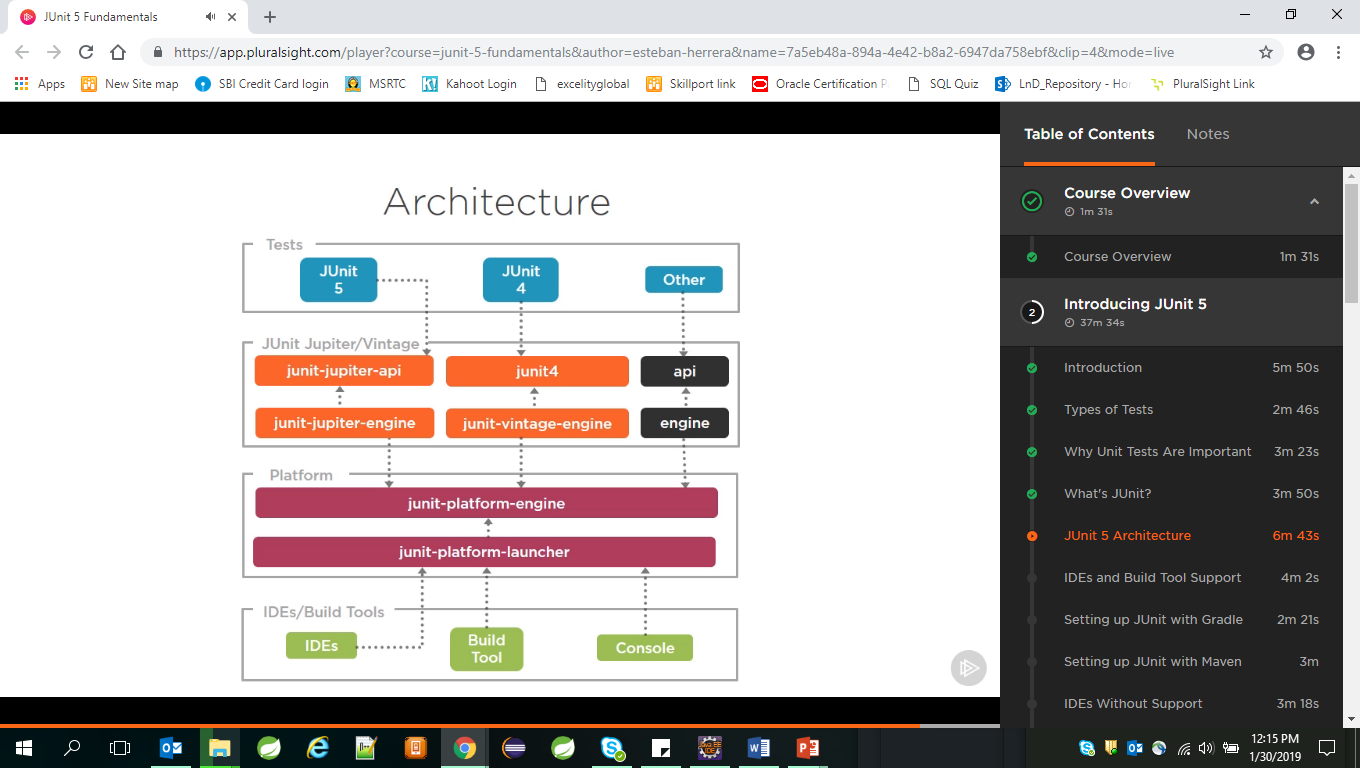 JUnit 5 Fundamentals
https://app.pluralsight.com/player?course=junit-5-fundamentals&author=esteban-herrera&name=7a5eb48a-894a-4e42-b8a2-6947da758ebf&clip=4&mode=live
Apps
New Site map
SBI Credit Card login
MSRTC
Kahoot Login
excelityglobal
Skillport link
Oracle Certification P
SQL Quiz
LnD_Repository - Hor
PluralSight Link
Architecture
Tests
JUnit
5
JUnit
4
Other
JUnit Jupiter/Vintage
junit-jupiter-api
junit4
api
junit-jupiter-engine
junit-vintage-engine
engine
Platform
junit-platform-engine
junit-platform-launcher
IDEs/Build Tools
IDEs
Build
Tool
Console
Table of Contents
Notes
Course Overview
1m 31s
Course Overview 1m 31s
2
Introducing JUnit 5
37m 34s
Introduction 5m 50s
Types of Tests 2m 46s
Why Unit Tests Are Important 3m 23s
What's JUnit? 3m 50s
JUnit 5 Architecture 6m 43s
IDEs and Build Tool Support 4m 2s
Setting up JUnit with Gradle 2m 21s
Setting up JUnit with Maven 3m
IDEs Without Support 3m 18s
12:15 PM
1/30/2019